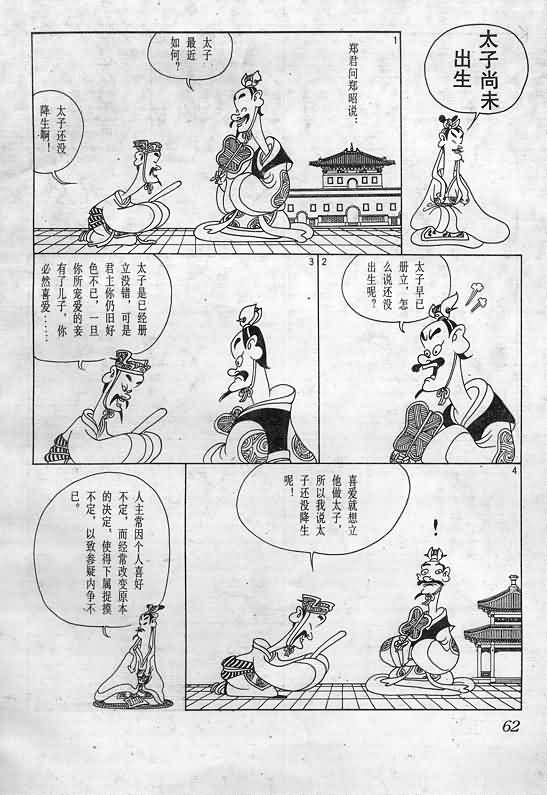 太子尚未
出生
1
郑君问郑昭说：
太子
最近
如何？
太子还没
降生啊！
2
太子早已
册立，怎
么说还没
出生呢？
3
太子是已经册
立没错，可是
君主你仍旧好
色不已，一旦
你所宠爱的妾
有了儿子，你
必然喜爱……
4
喜爱就想立
他做太子，
所以我说太
子还没降生
呢！
!
人主常因个人喜好
不定，而经常改变原本
的决定，使得下属捉摸
不定，以致参疑内争不
已。
62